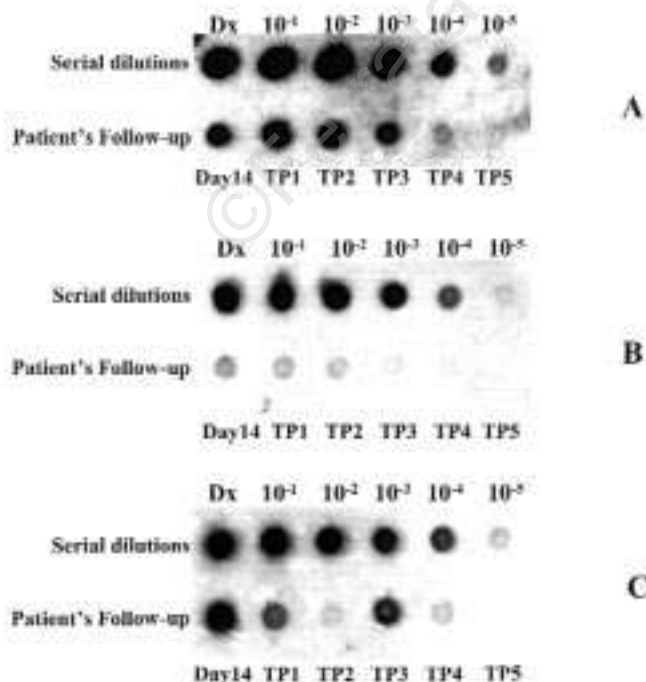 Dx 10⁻¹ 10⁻² 10⁻³ 10⁻⁴ 10⁻⁵
Serial dilutions
A
Patient's Follow-up
Day14 TP1 TP2 TP3 TP4 TP5
Dx 10⁻¹ 10⁻² 10⁻³ 10⁻⁴ 10⁻⁵
Serial dilutions
B
Patient's Follow-up
Day14 TP1 TP2 TP3 TP4 TP5
Dx 10⁻¹ 10⁻² 10⁻³ 10⁻⁴ 10⁻⁵
Serial dilutions
C
Patient's Follow-up
Day14 TP1 TP2 TP3 TP4 TP5